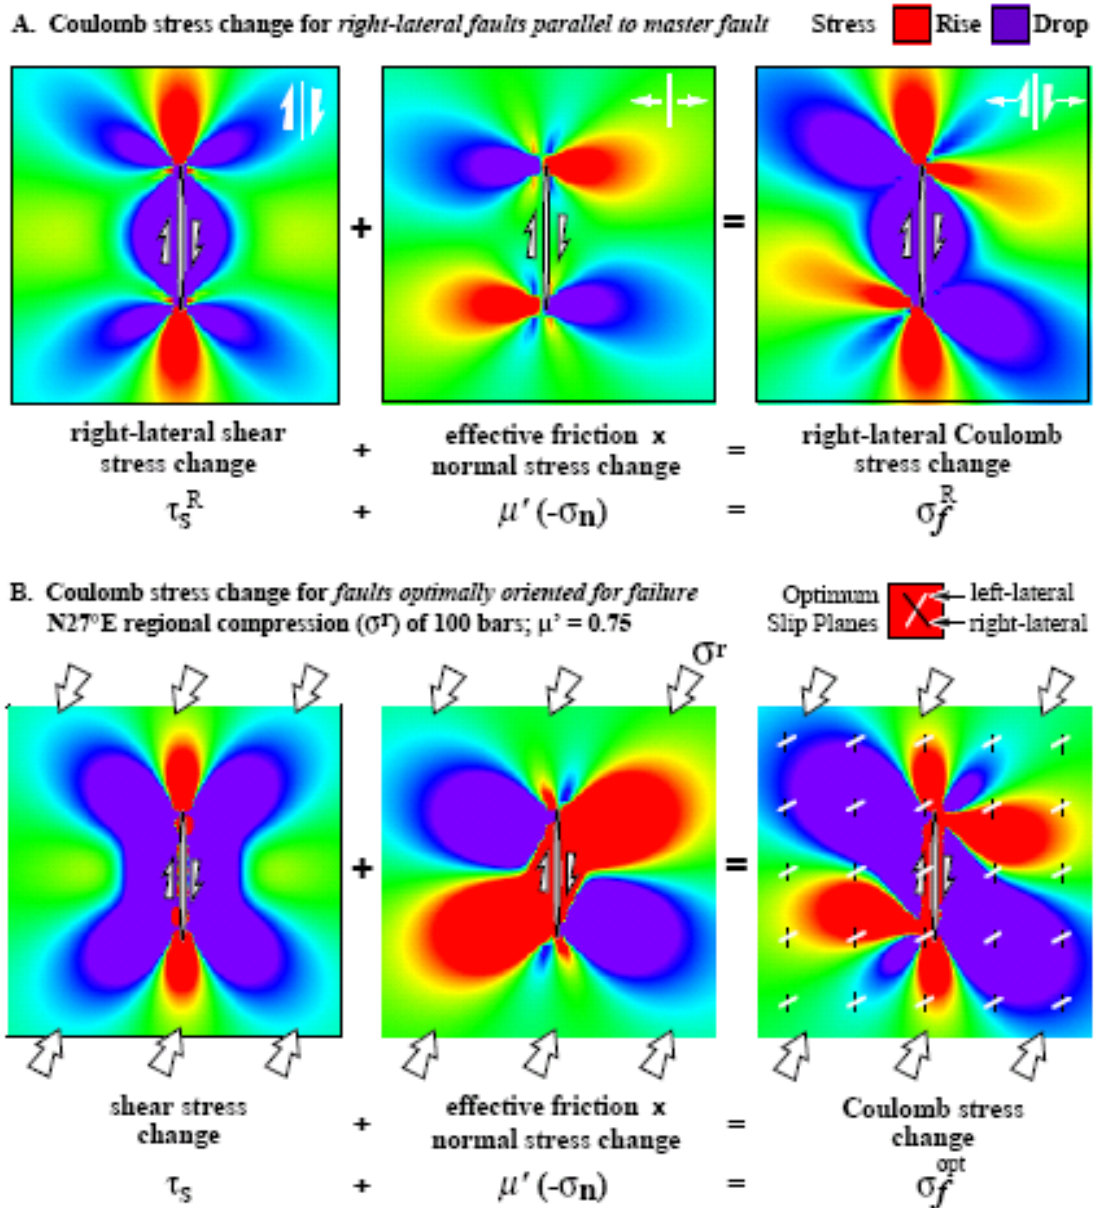 A. Coulomb stress change for right-lateral faults parallel to master fault Stress Rise Drop
+ =
right-lateral shear stress change + effective friction x normal stress change = right-lateral Coulomb stress change
τsR + μ' (-σn) = σfR
B. Coulomb stress change for faults optimally oriented for failure
N27°E regional compression (σr) of 100 bars; μ' = 0.75
Optimum Slip Planes
left-lateral
right-lateral
σr
+ =
shear stress change + effective friction x normal stress change = Coulomb stress change
τs + μ' (-σn) = σfopt